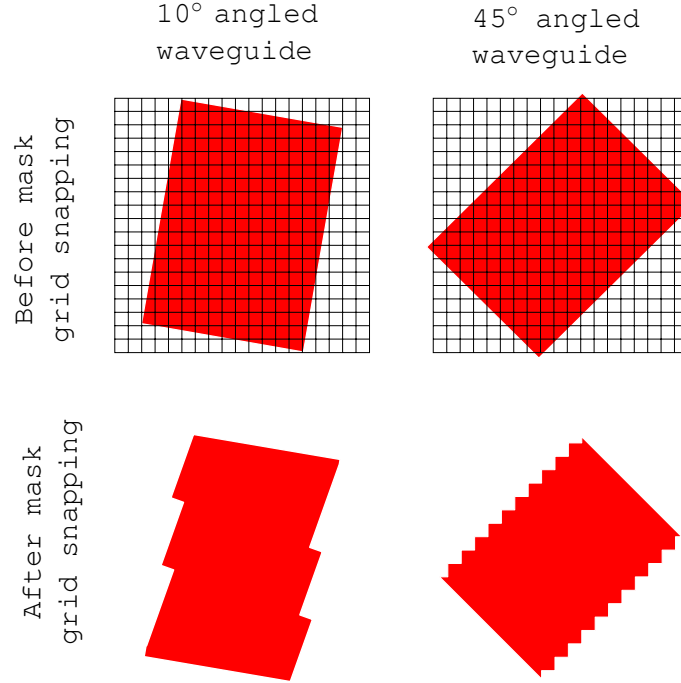 10° angled
waveguide
45° angled
waveguide
Before mask
grid snapping
After mask
grid snapping